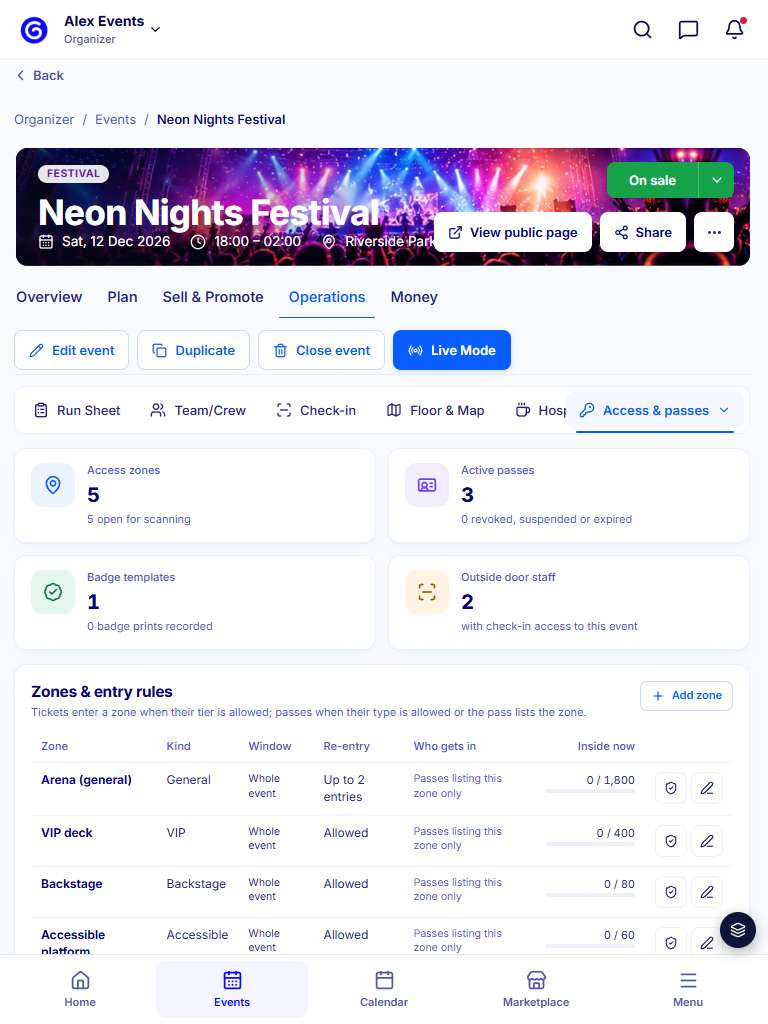 Alex Events
Organizer
Back
Organizer / Events / Neon Nights Festival
FESTIVAL
On sale
Neon Nights Festival
Sat, 12 Dec 2026
18:00 – 02:00
Riverside Park
View public page
Share
Overview
Plan
Sell & Promote
Operations
Money
Edit event
Duplicate
Close event
Live Mode
Run Sheet
Team/Crew
Check-in
Floor & Map
Hosp
Access & passes
Access zones
5
5 open for scanning
Active passes
3
0 revoked, suspended or expired
Badge templates
1
0 badge prints recorded
Outside door staff
2
with check-in access to this event
Zones & entry rules
Tickets enter a zone when their tier is allowed; passes when their type is allowed or the pass lists the zone.
Add zone
Zone Kind Window Re-entry Who gets in Inside now
Arena (general) General Whole event Up to 2 entries Passes listing this zone only 0 / 1,800
VIP deck VIP Whole event Allowed Passes listing this zone only 0 / 400
Backstage Backstage Whole event Allowed Passes listing this zone only 0 / 80
Accessible platform Accessible Whole event Allowed Passes listing this zone only 0 / 60
Home
Events
Calendar
Marketplace
Menu